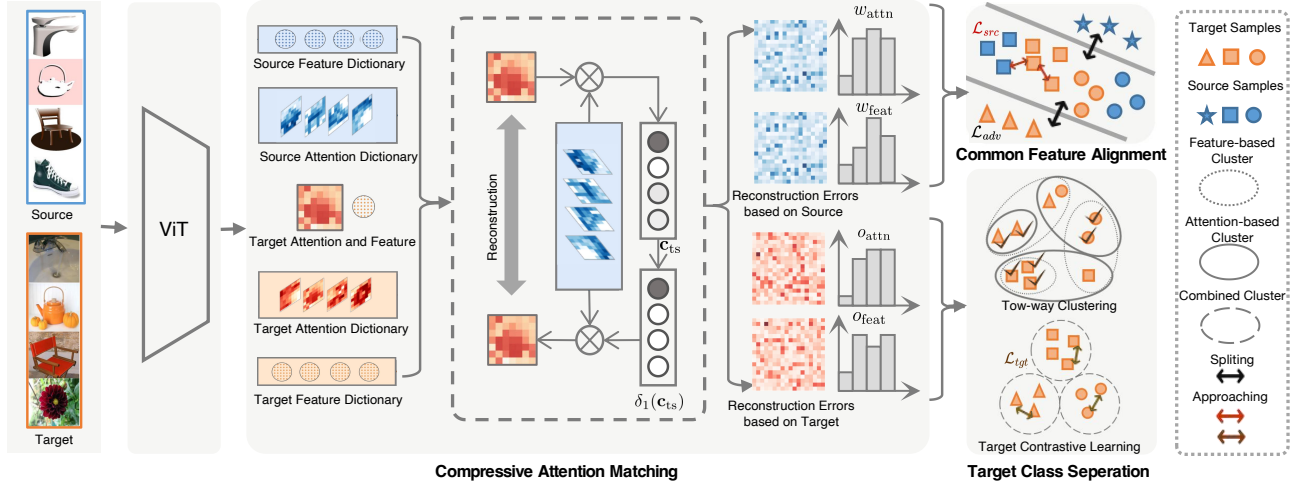 Source
Target
ViT
Source Feature Dictionary
Source Attention Dictionary
Target Attention and Feature
Target Attention Dictionary
Target Feature Dictionary
Reconstruction
c_ts
δ_1(c_ts)
w_attn
w_feat
Reconstruction Errors
based on Source
o_attn
o_feat
Reconstruction Errors
based on Target
Compressive Attention Matching
L_src
L_adv
Common Feature Alignment
Tow-way Clustering
L_tgt
Target Contrastive Learning
Target Class Seperation
Target Samples
Source Samples
Feature-based
Cluster
Attention-based
Cluster
Combined Cluster
Spliting
Approaching